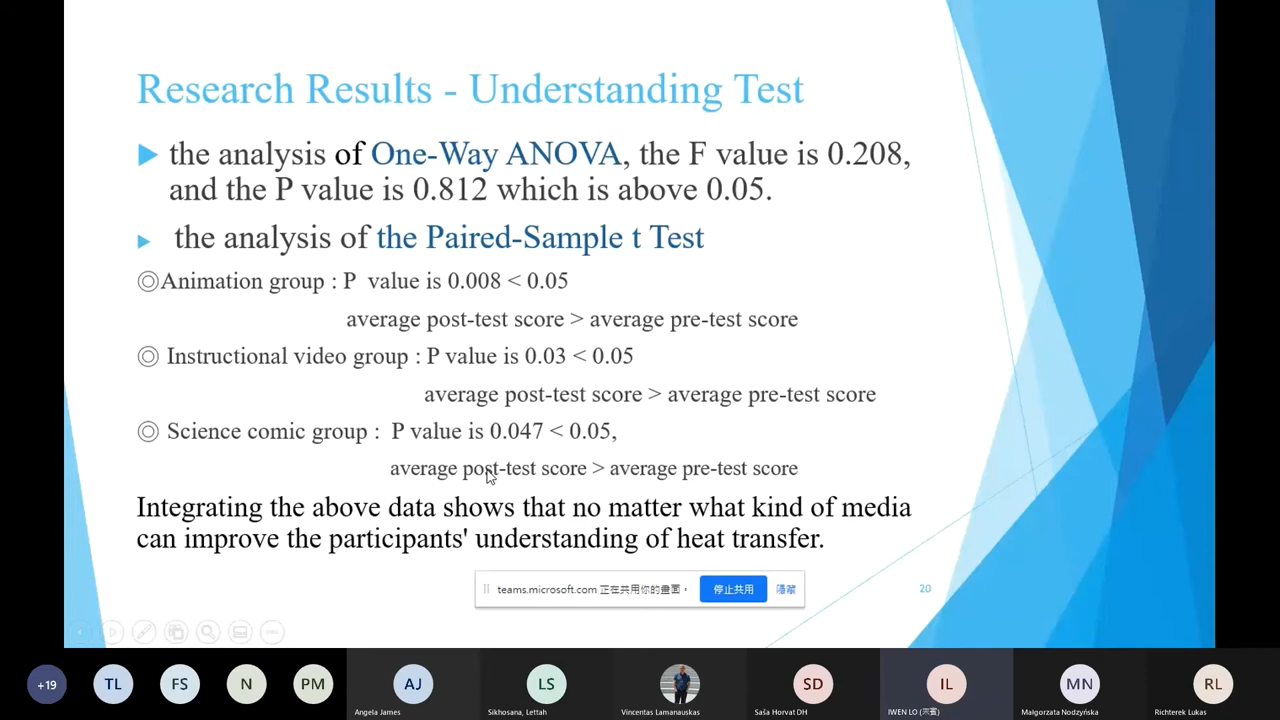 Research Results - Understanding Test
the analysis of One-Way ANOVA, the F value is 0.208,
and the P value is 0.812 which is above 0.05.
the analysis of the Paired-Sample t Test
◎Animation group : P value is 0.008 < 0.05
average post-test score > average pre-test score
◎ Instructional video group : P value is 0.03 < 0.05
average post-test score > average pre-test score
◎ Science comic group : P value is 0.047 < 0.05,
average post-test score > average pre-test score
Integrating the above data shows that no matter what kind of media
can improve the participants' understanding of heat transfer.
teams.microsoft.com 正在共用你的畫面。 停止共用 隱藏
20
+19 TL FS N PM AJ LS SD IL MN RL
Angela James Sikhosana, Lettah Vincentas Lamanauskas Saša Horvat DH IWEN LO Małgorzata Nodzyńska Richterek Lukas